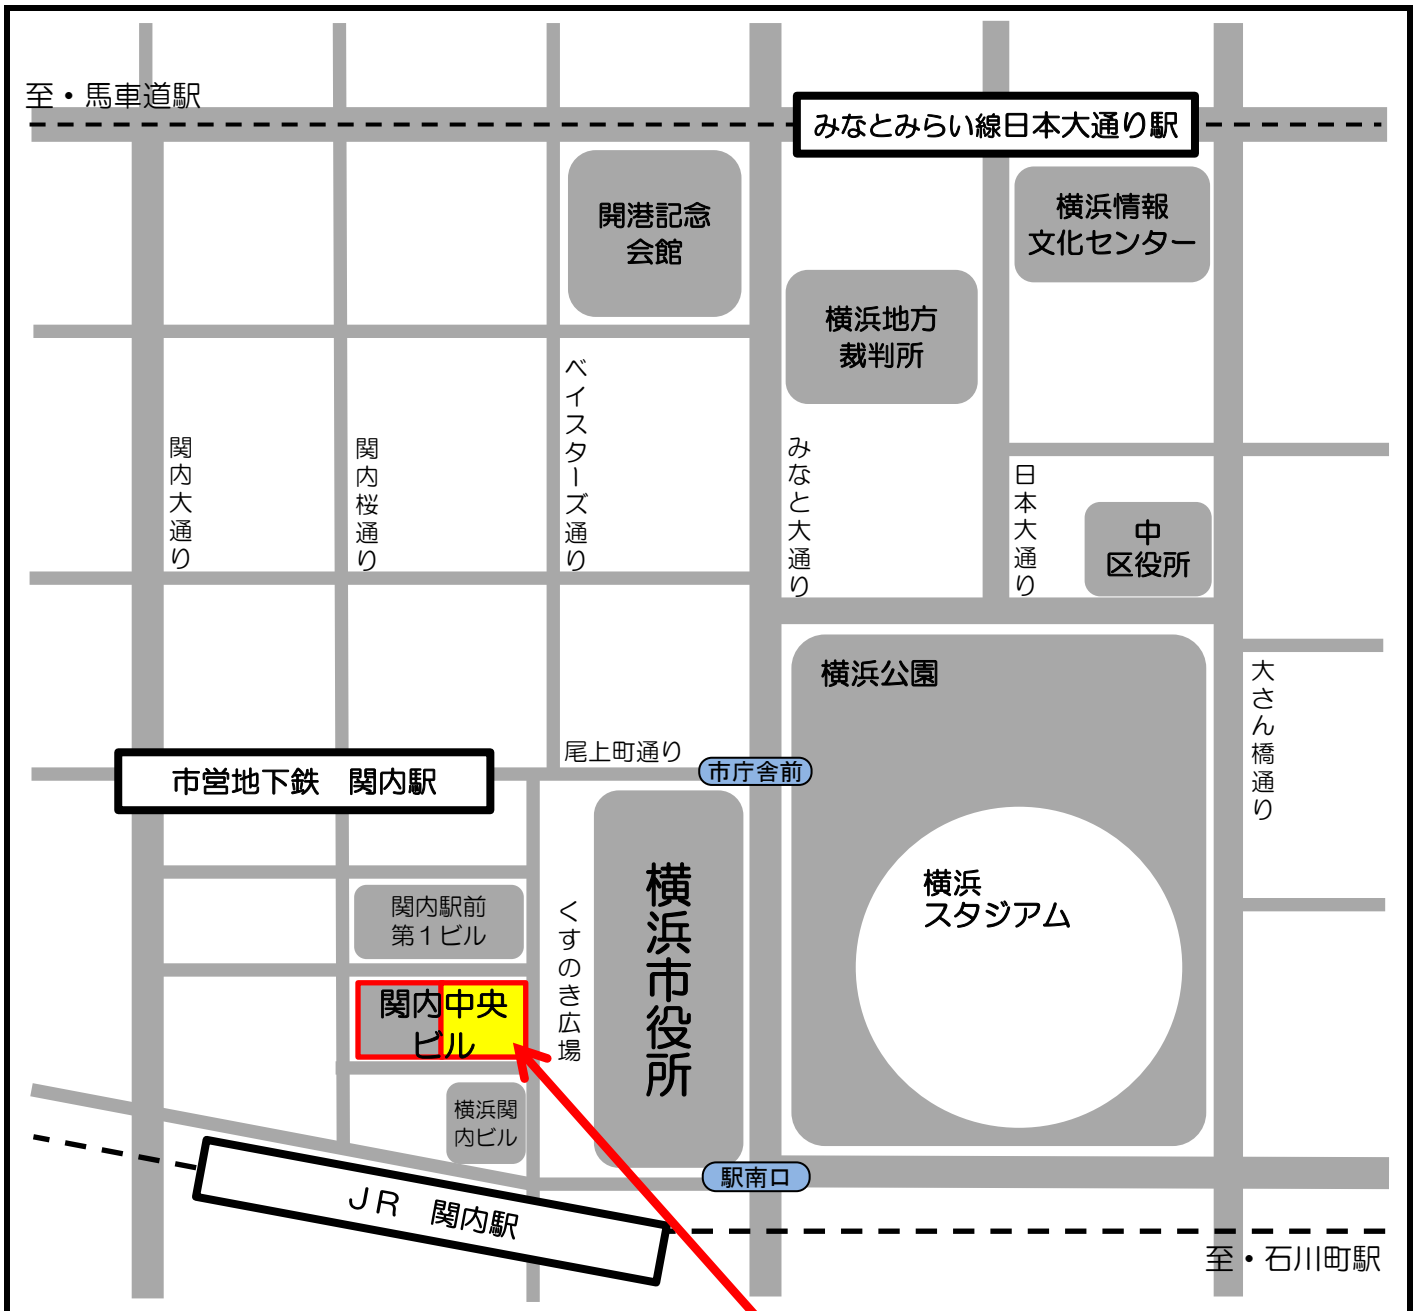 至・馬車道駅
みなとみらい線日本大通り駅
開港記念
会館
横浜情報
文化センター
横浜地方
裁判所
ベイスターズ通り
関内大通り
関内桜通り
みなと大通り
日本大通り
中
区役所
横浜公園
大さん橋通り
尾上町通り
市庁舎前
市営地下鉄　関内駅
横浜
スタジアム
横浜市役所
関内駅前
第1ビル
くすのき広場
関内中央
ビル
横浜関
内ビル
駅南口
JR　関内駅
至・石川町駅